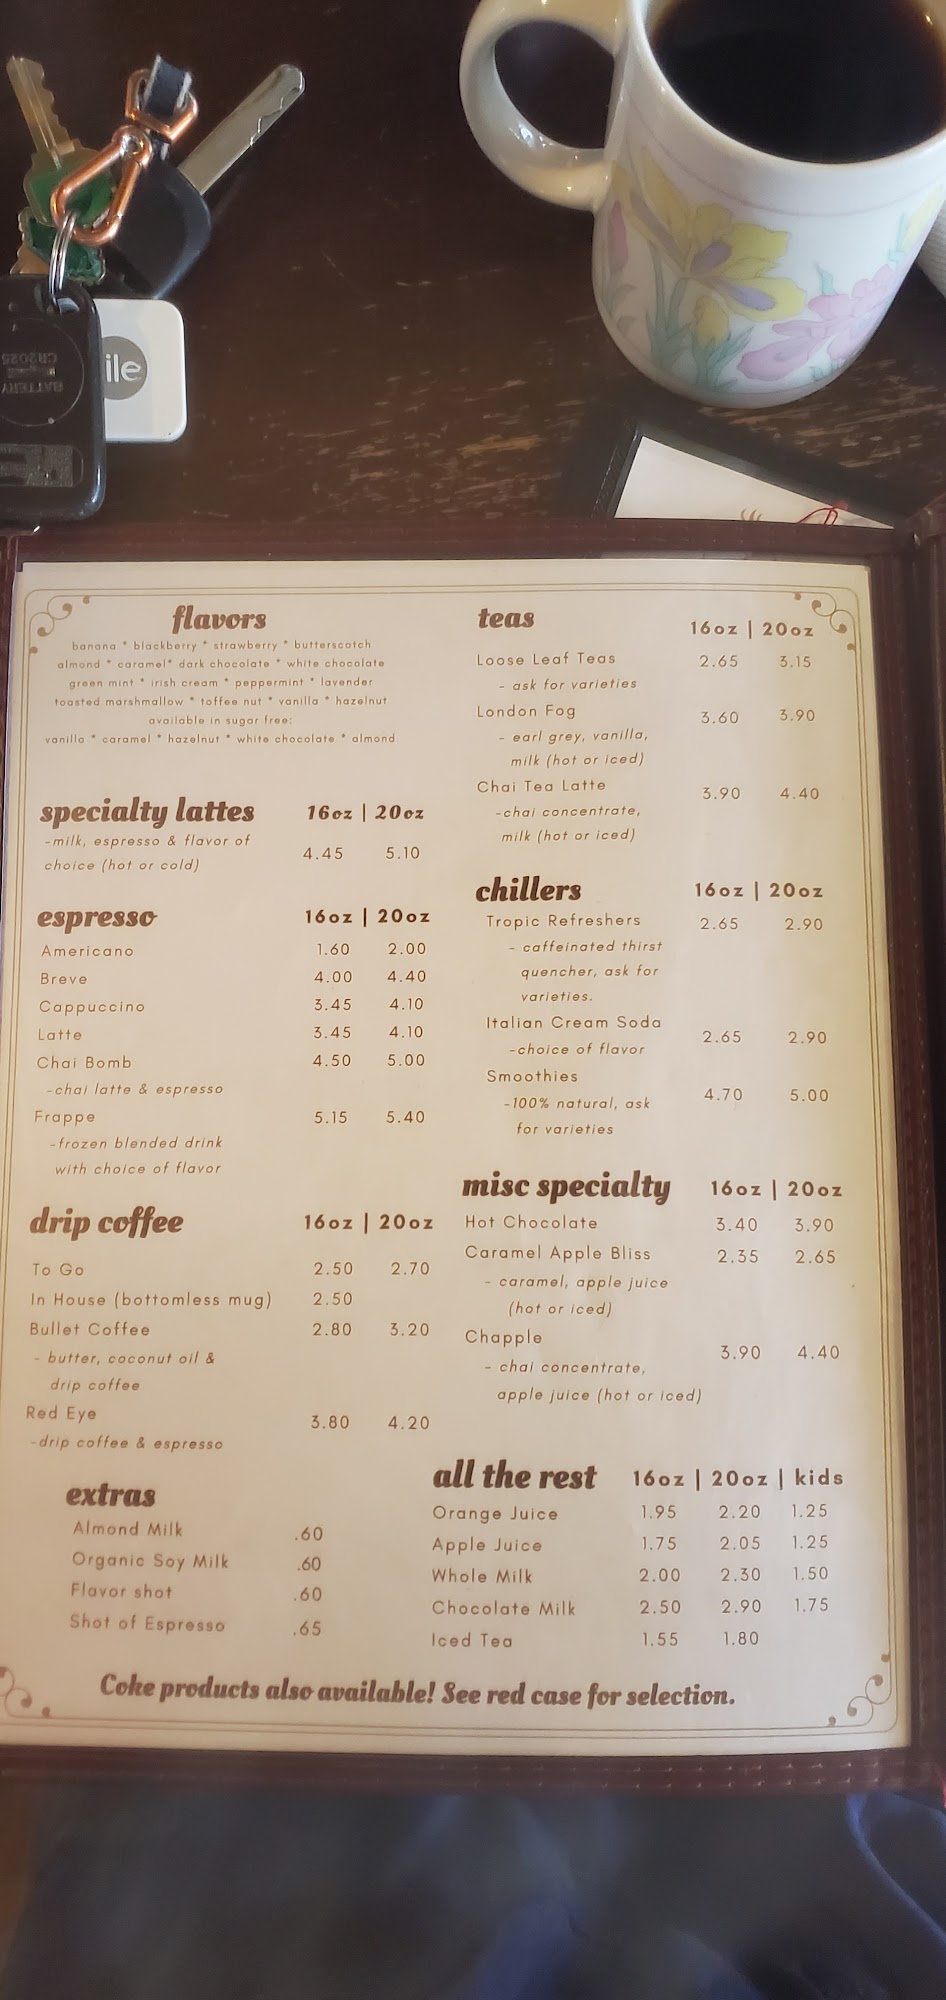 ile
CR2025
BATTERY
flavors
banana * blackberry * strawberry * butterscotch
almond * caramel* dark chocolate * white chocolate
green mint * irish cream * peppermint * lavender
toasted marshmallow * toffee nut * vanilla * hazelnut
available in sugar free:
vanilla * caramel * hazelnut * white chocolate * almond
specialty lattes 16oz | 20oz
-milk, espresso & flavor of
choice (hot or cold) 4.45 5.10
espresso 16oz | 20oz
Americano 1.60 2.00
Breve 4.00 4.40
Cappuccino 3.45 4.10
Latte 3.45 4.10
Chai Bomb 4.50 5.00
-chai latte & espresso
Frappe 5.15 5.40
-frozen blended drink
with choice of flavor
drip coffee 16oz | 20oz
To Go 2.50 2.70
In House (bottomless mug) 2.50
Bullet Coffee 2.80 3.20
- butter, coconut oil &
drip coffee
Red Eye 3.80 4.20
-drip coffee & espresso
extras
Almond Milk .60
Organic Soy Milk .60
Flavor shot .60
Shot of Espresso .65
teas 16oz | 20oz
Loose Leaf Teas 2.65 3.15
- ask for varieties
London Fog 3.60 3.90
- earl grey, vanilla,
milk (hot or iced)
Chai Tea Latte 3.90 4.40
-chai concentrate,
milk (hot or iced)
chillers 16oz | 20oz
Tropic Refreshers 2.65 2.90
- caffeinated thirst
quencher, ask for
varieties.
Italian Cream Soda 2.65 2.90
-choice of flavor
Smoothies 4.70 5.00
-100% natural, ask
for varieties
misc specialty 16oz | 20oz
Hot Chocolate 3.40 3.90
Caramel Apple Bliss 2.35 2.65
- caramel, apple juice
(hot or iced)
Chapple 3.90 4.40
- chai concentrate,
apple juice (hot or iced)
all the rest 16oz | 20oz | kids
Orange Juice 1.95 2.20 1.25
Apple Juice 1.75 2.05 1.25
Whole Milk 2.00 2.30 1.50
Chocolate Milk 2.50 2.90 1.75
Iced Tea 1.55 1.80
Coke products also available! See red case for selection.